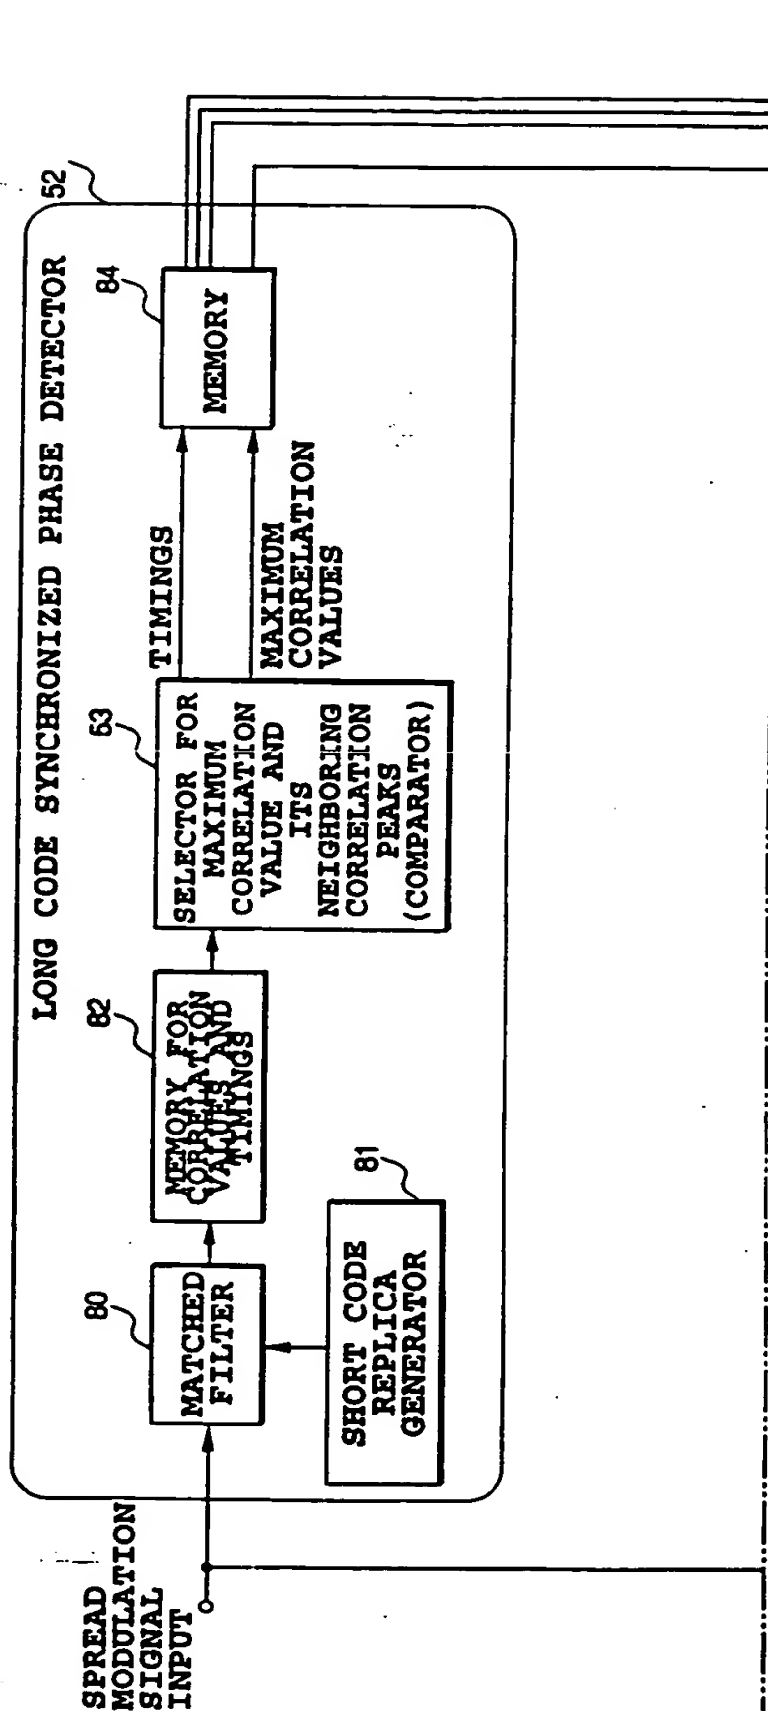 LONG CODE SYNCHRONIZED PHASE DETECTOR
52
SPREAD
MODULATION
SIGNAL
INPUT
80
MATCHED
FILTER
81
SHORT CODE
REPLICA
GENERATOR
82
MEMORY FOR
CORRELATION
VALUES AND
TIMINGS
53
SELECTOR FOR
MAXIMUM
CORRELATION
VALUE AND
ITS
NEIGHBORING
CORRELATION
PEAKS
(COMPARATOR)
TIMINGS
MAXIMUM
CORRELATION
VALUES
84
MEMORY